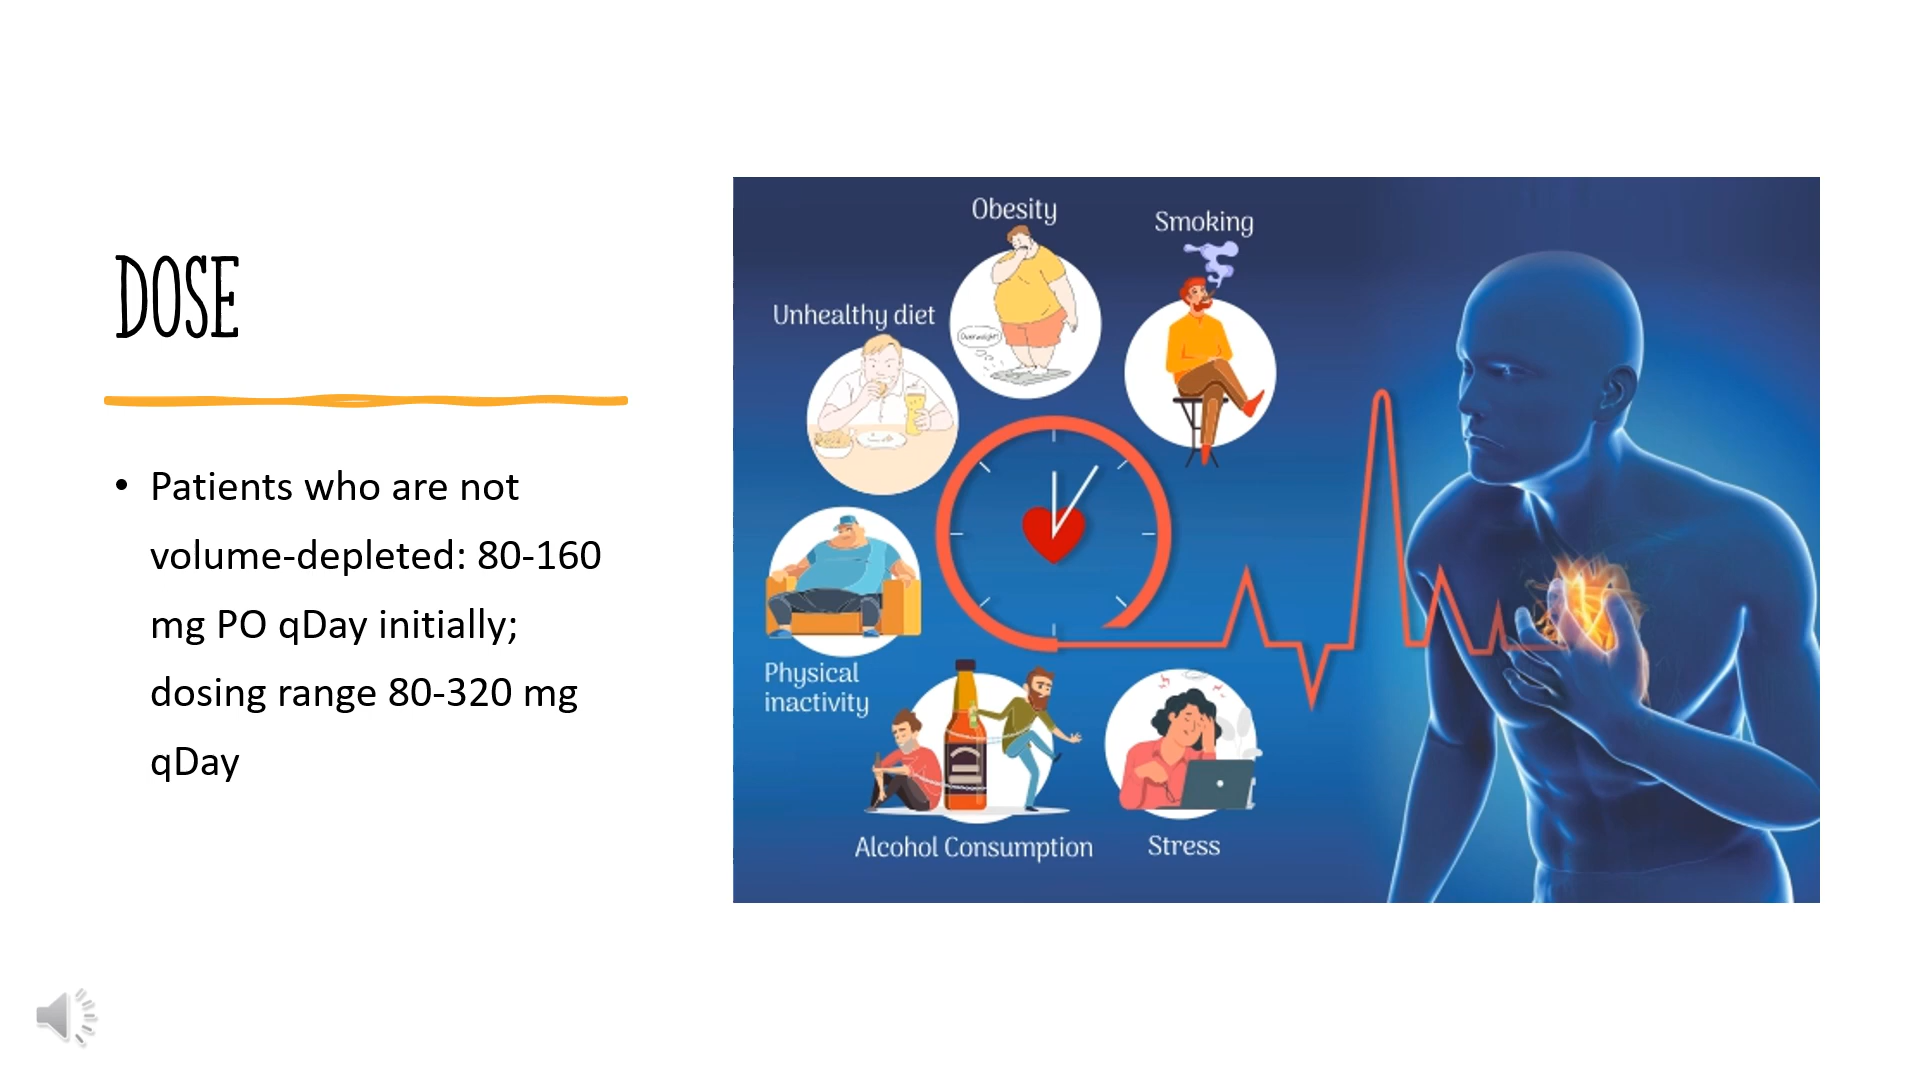 DOSE
• Patients who are not
volume-depleted: 80-160
mg PO qDay initially;
dosing range 80-320 mg
qDay
Obesity
Smoking
Unhealthy diet
Overweight!
Physical
inactivity
Alcohol Consumption
Stress